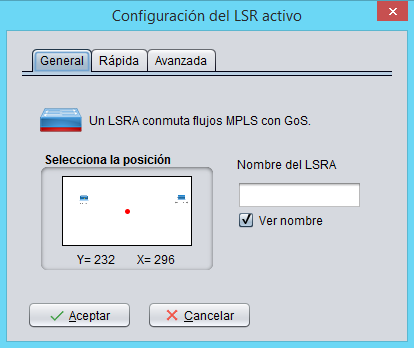 Configuración del LSR activo
General
Rápida
Avanzada
Un LSRA conmuta flujos MPLS con GoS.
Selecciona la posición
Y= 232 X= 296
Nombre del LSRA
Ver nombre
Aceptar
Cancelar